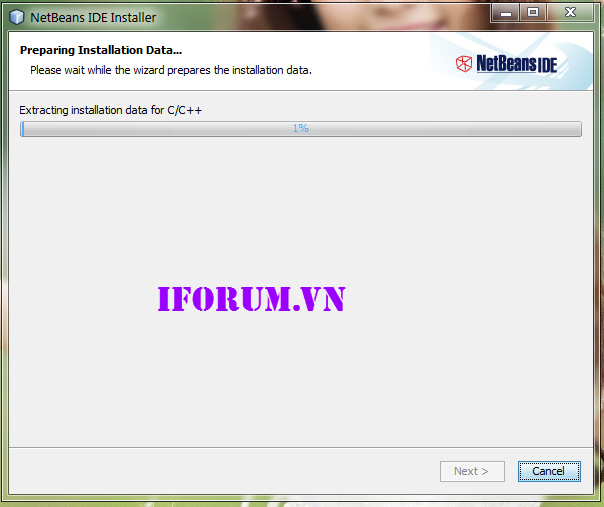 NetBeans IDE Installer
Preparing Installation Data...
Please wait while the wizard prepares the installation data.
NetBeans IDE
Extracting installation data for C/C++
1%
IFORUM.VN
Next >
Cancel